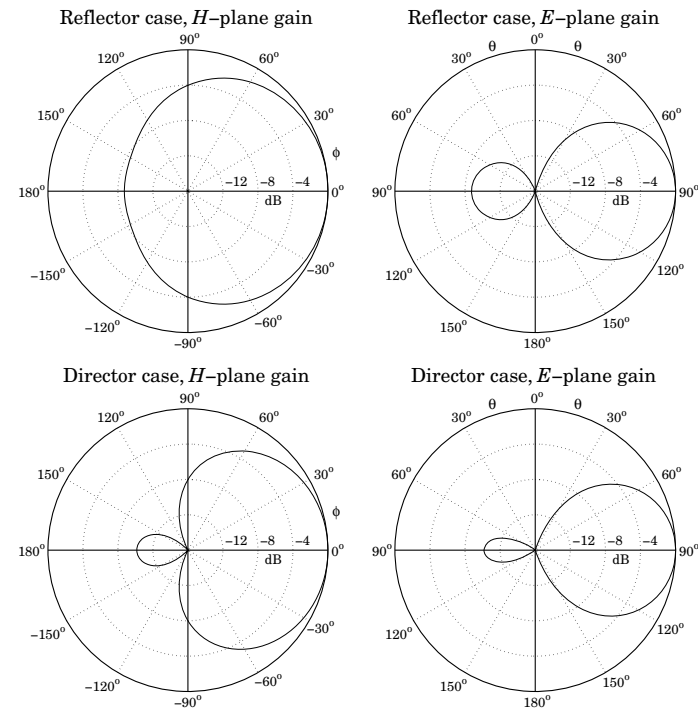 Reflector case, H−plane gain
90°
120° 60°
150° 30°
φ
180° −12 −8 −4 0°
dB
−150° −30°
−120° −60°
−90°
Reflector case, E−plane gain
0°
θ θ
30° 30°
60° 60°
90° −12 −8 −4 90°
dB
120° 120°
150° 150°
180°
Director case, H−plane gain
90°
120° 60°
150° 30°
φ
180° −12 −8 −4 0°
dB
−150° −30°
−120° −60°
−90°
Director case, E−plane gain
0°
θ θ
30° 30°
60° 60°
90° −12 −8 −4 90°
dB
120° 120°
150° 150°
180°